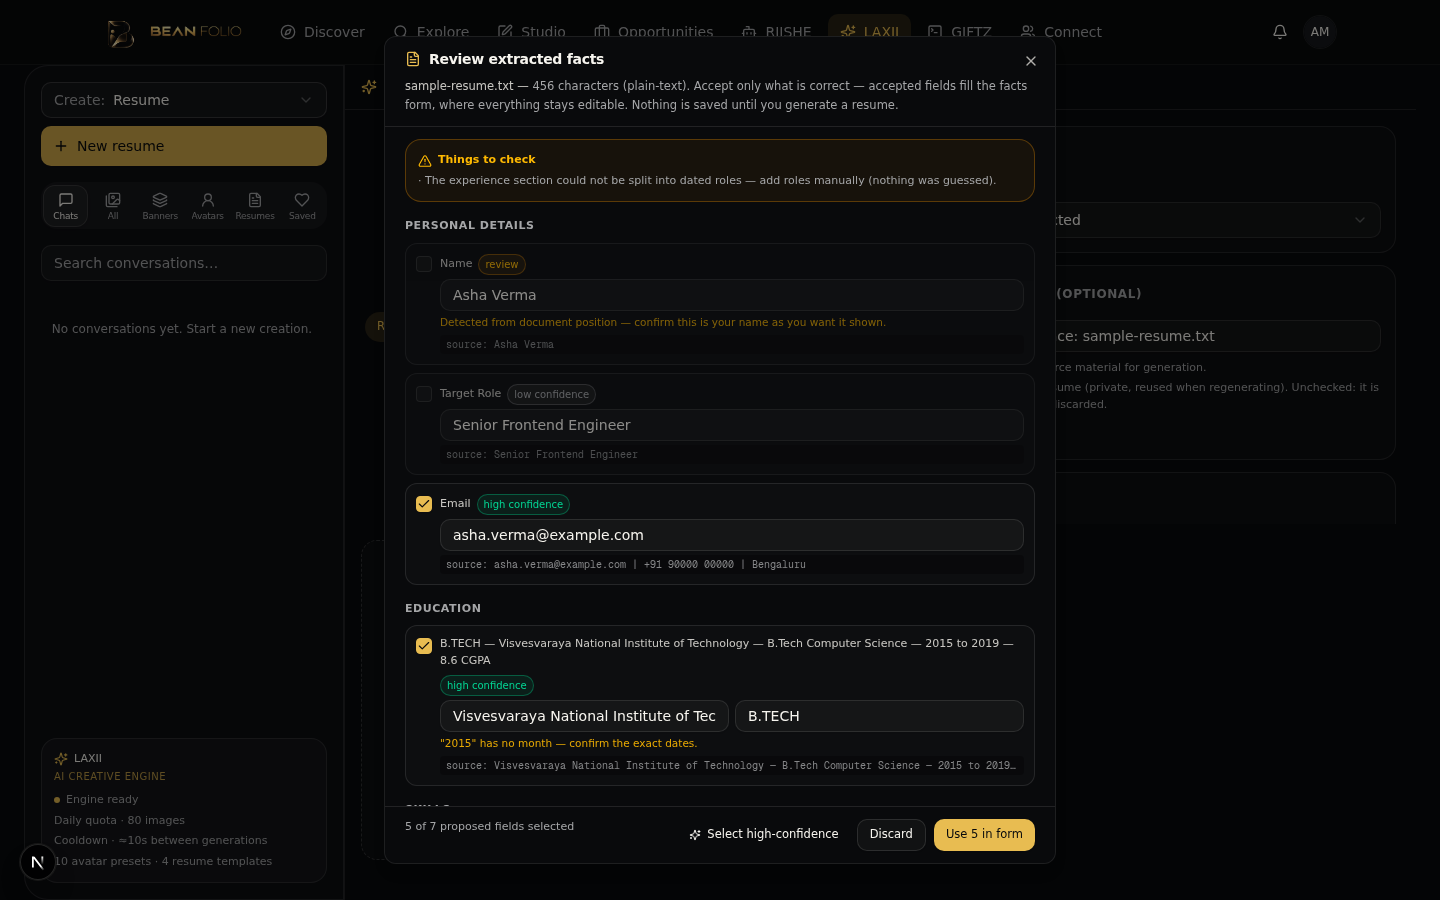 BEAN FOLIO
Discover
Explore
Studio
Opportunities
RIISHE
LAXII
GIFTZ
Connect
AM
Create: Resume
New resume
Chats
All
Banners
Avatars
Resumes
Saved
Search conversations...
No conversations yet. Start a new creation.
LAXII
AI CREATIVE ENGINE
Engine ready
Daily quota · 80 images
Cooldown · ≈10s between generations
10 avatar presets · 4 resume templates
N
Review extracted facts
sample-resume.txt — 456 characters (plain-text). Accept only what is correct — accepted fields fill the facts
form, where everything stays editable. Nothing is saved until you generate a resume.
Things to check
· The experience section could not be split into dated roles — add roles manually (nothing was guessed).
PERSONAL DETAILS
Name review
Asha Verma
Detected from document position — confirm this is your name as you want it shown.
source: Asha Verma
Target Role low confidence
Senior Frontend Engineer
source: Senior Frontend Engineer
Email high confidence
asha.verma@example.com
source: asha.verma@example.com | +91 90000 00000 | Bengaluru
EDUCATION
B.TECH — Visvesvaraya National Institute of Technology — B.Tech Computer Science — 2015 to 2019 —
8.6 CGPA
high confidence
Visvesvaraya National Institute of Tec
B.TECH
"2015" has no month — confirm the exact dates.
source: Visvesvaraya National Institute of Technology — B.Tech Computer Science — 2015 to 2019…
5 of 7 proposed fields selected
Select high-confidence
Discard
Use 5 in form
(OPTIONAL)
ce: sample-resume.txt
rce material for generation.
ume (private, reused when regenerating). Unchecked: it is
iscarded.